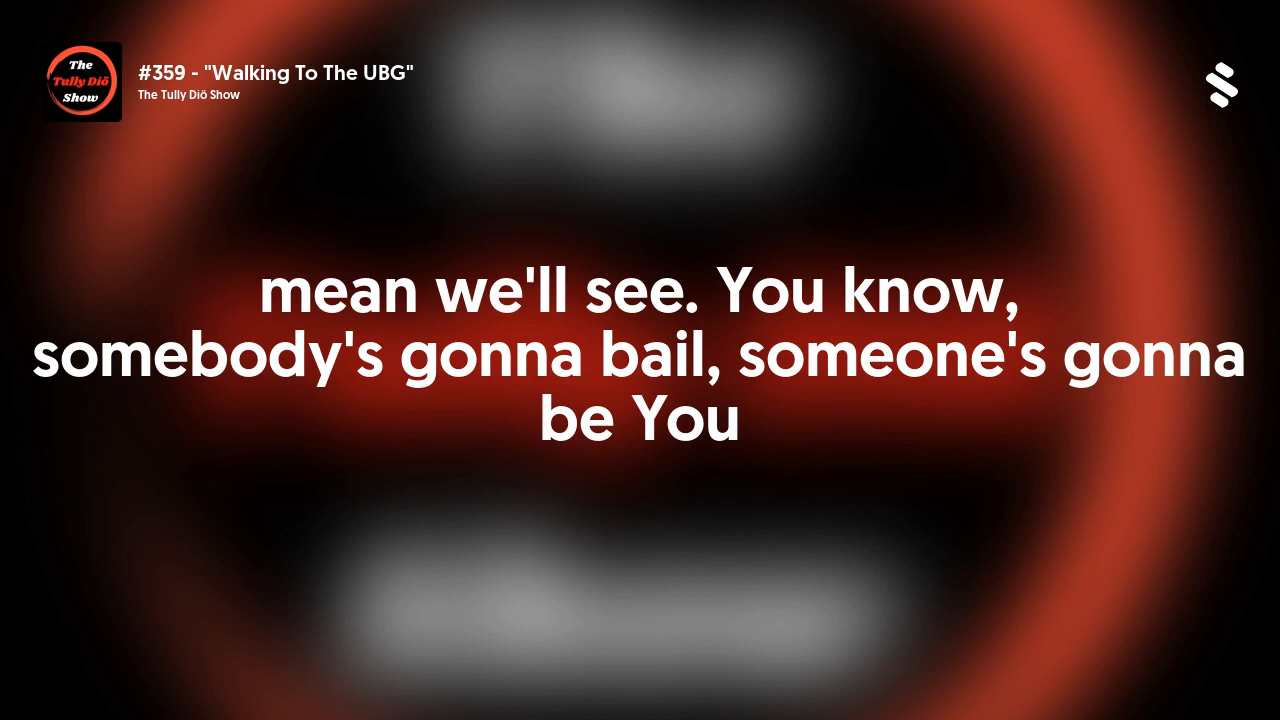 The
Tully Diö
Show
#359 - "Walking To The UBG"
The Tully Diö Show
mean we'll see. You know,
somebody's gonna bail, someone's gonna
be You